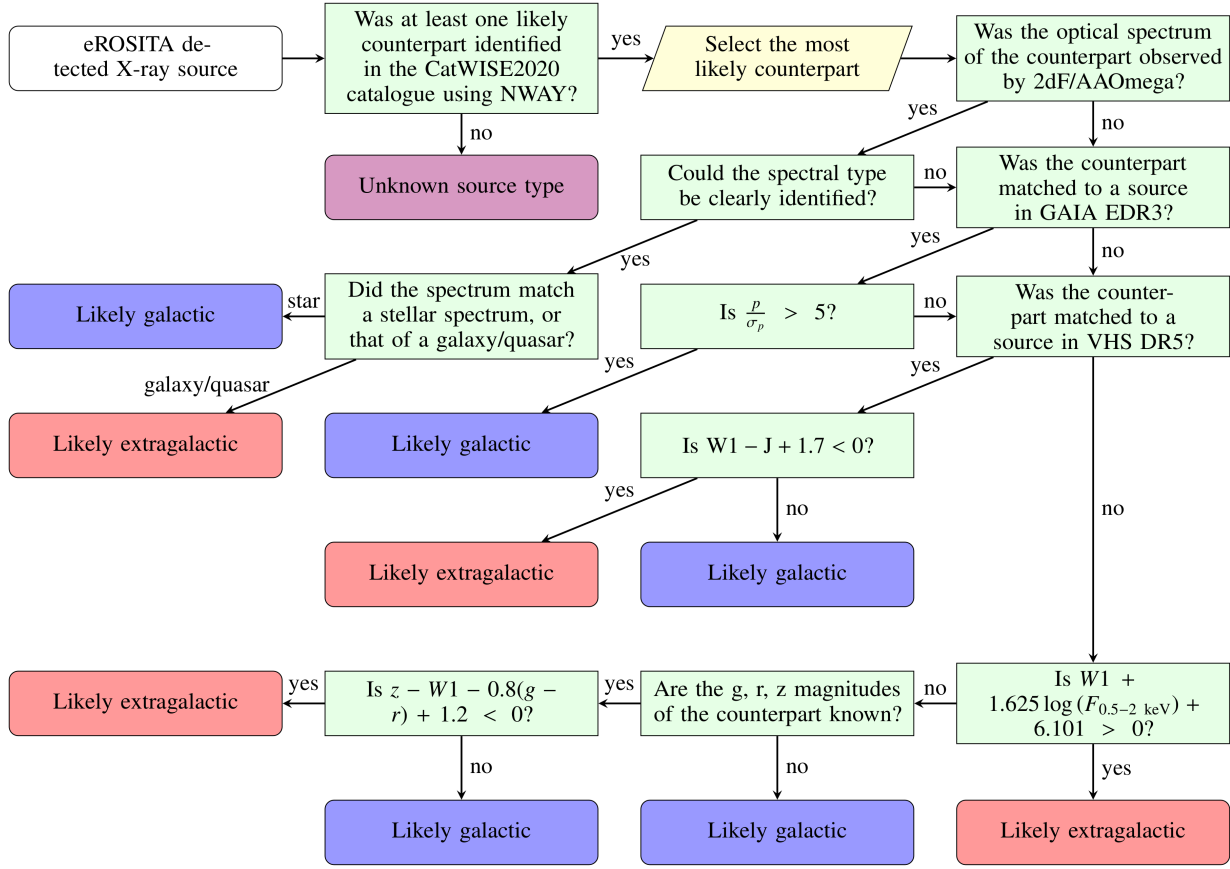 eROSITA de-
tected X-ray source
Was at least one likely
counterpart identified
in the CatWISE2020
catalogue using NWAY?
yes
Select the most
likely counterpart
Was the optical spectrum
of the counterpart observed
by 2dF/AAOmega?
no
Unknown source type
yes
no
Could the spectral type
be clearly identified?
no
Was the counterpart
matched to a source
in GAIA EDR3?
yes
yes
no
Likely galactic
star
Did the spectrum match
a stellar spectrum, or
that of a galaxy/quasar?
Is p/σp > 5?
no
Was the counter-
part matched to a
source in VHS DR5?
galaxy/quasar
yes
yes
no
Likely extragalactic
Likely galactic
Is W1 − J + 1.7 < 0?
yes
no
Likely extragalactic
Likely galactic
Likely extragalactic
yes
Is z − W1 − 0.8(g −
r) + 1.2 < 0?
yes
Are the g, r, z magnitudes
of the counterpart known?
no
Is W1 +
1.625 log (F0.5−2 keV) +
6.101 > 0?
no
no
yes
Likely galactic
Likely galactic
Likely extragalactic